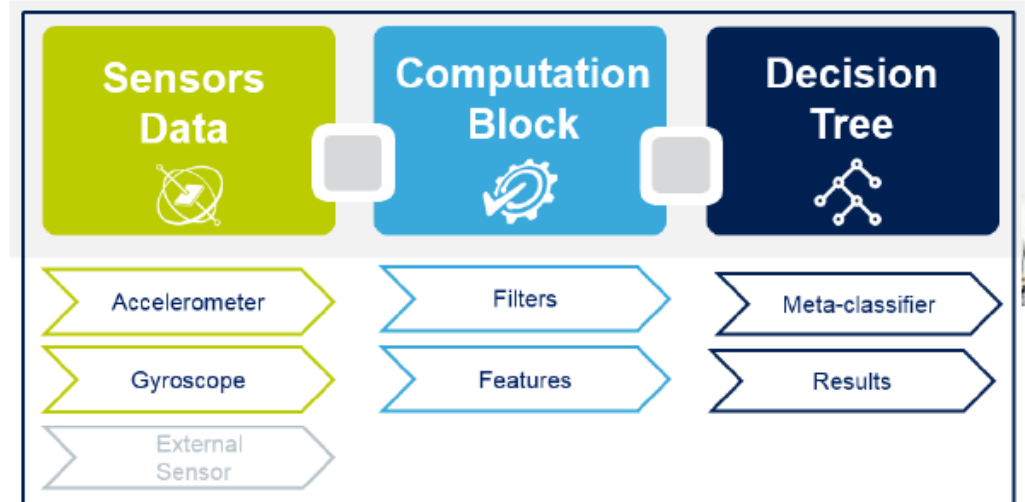 Sensors
Data
Computation
Block
Decision
Tree
Accelerometer
Filters
Meta-classifier
Gyroscope
Features
Results
External
Sensor